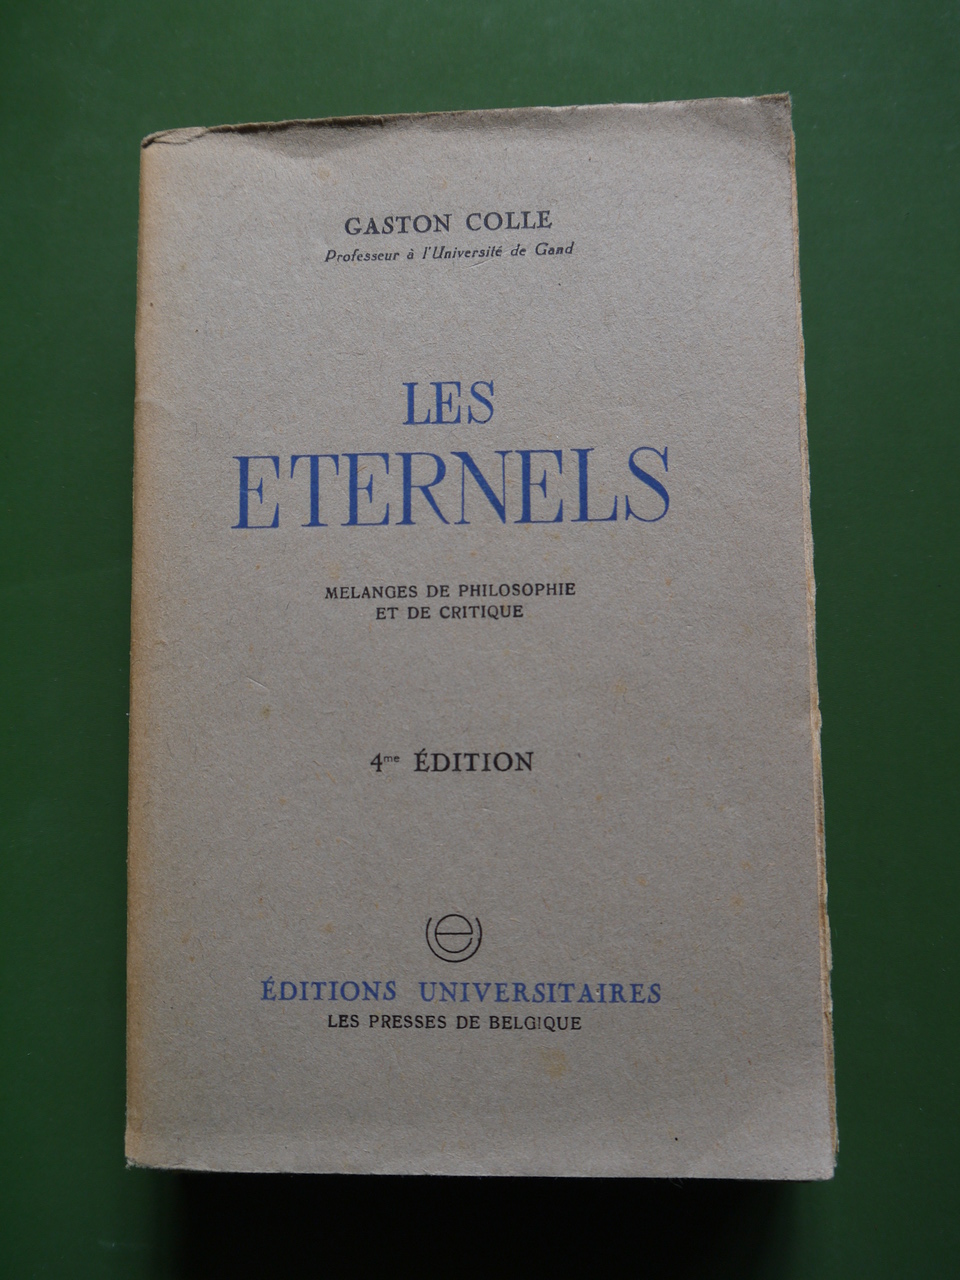 GASTON COLLE
Professeur à l'Université de Gand
LES
ETERNELS
MELANGES DE PHILOSOPHIE
ET DE CRITIQUE
4me ÉDITION
ÉDITIONS UNIVERSITAIRES
LES PRESSES DE BELGIQUE